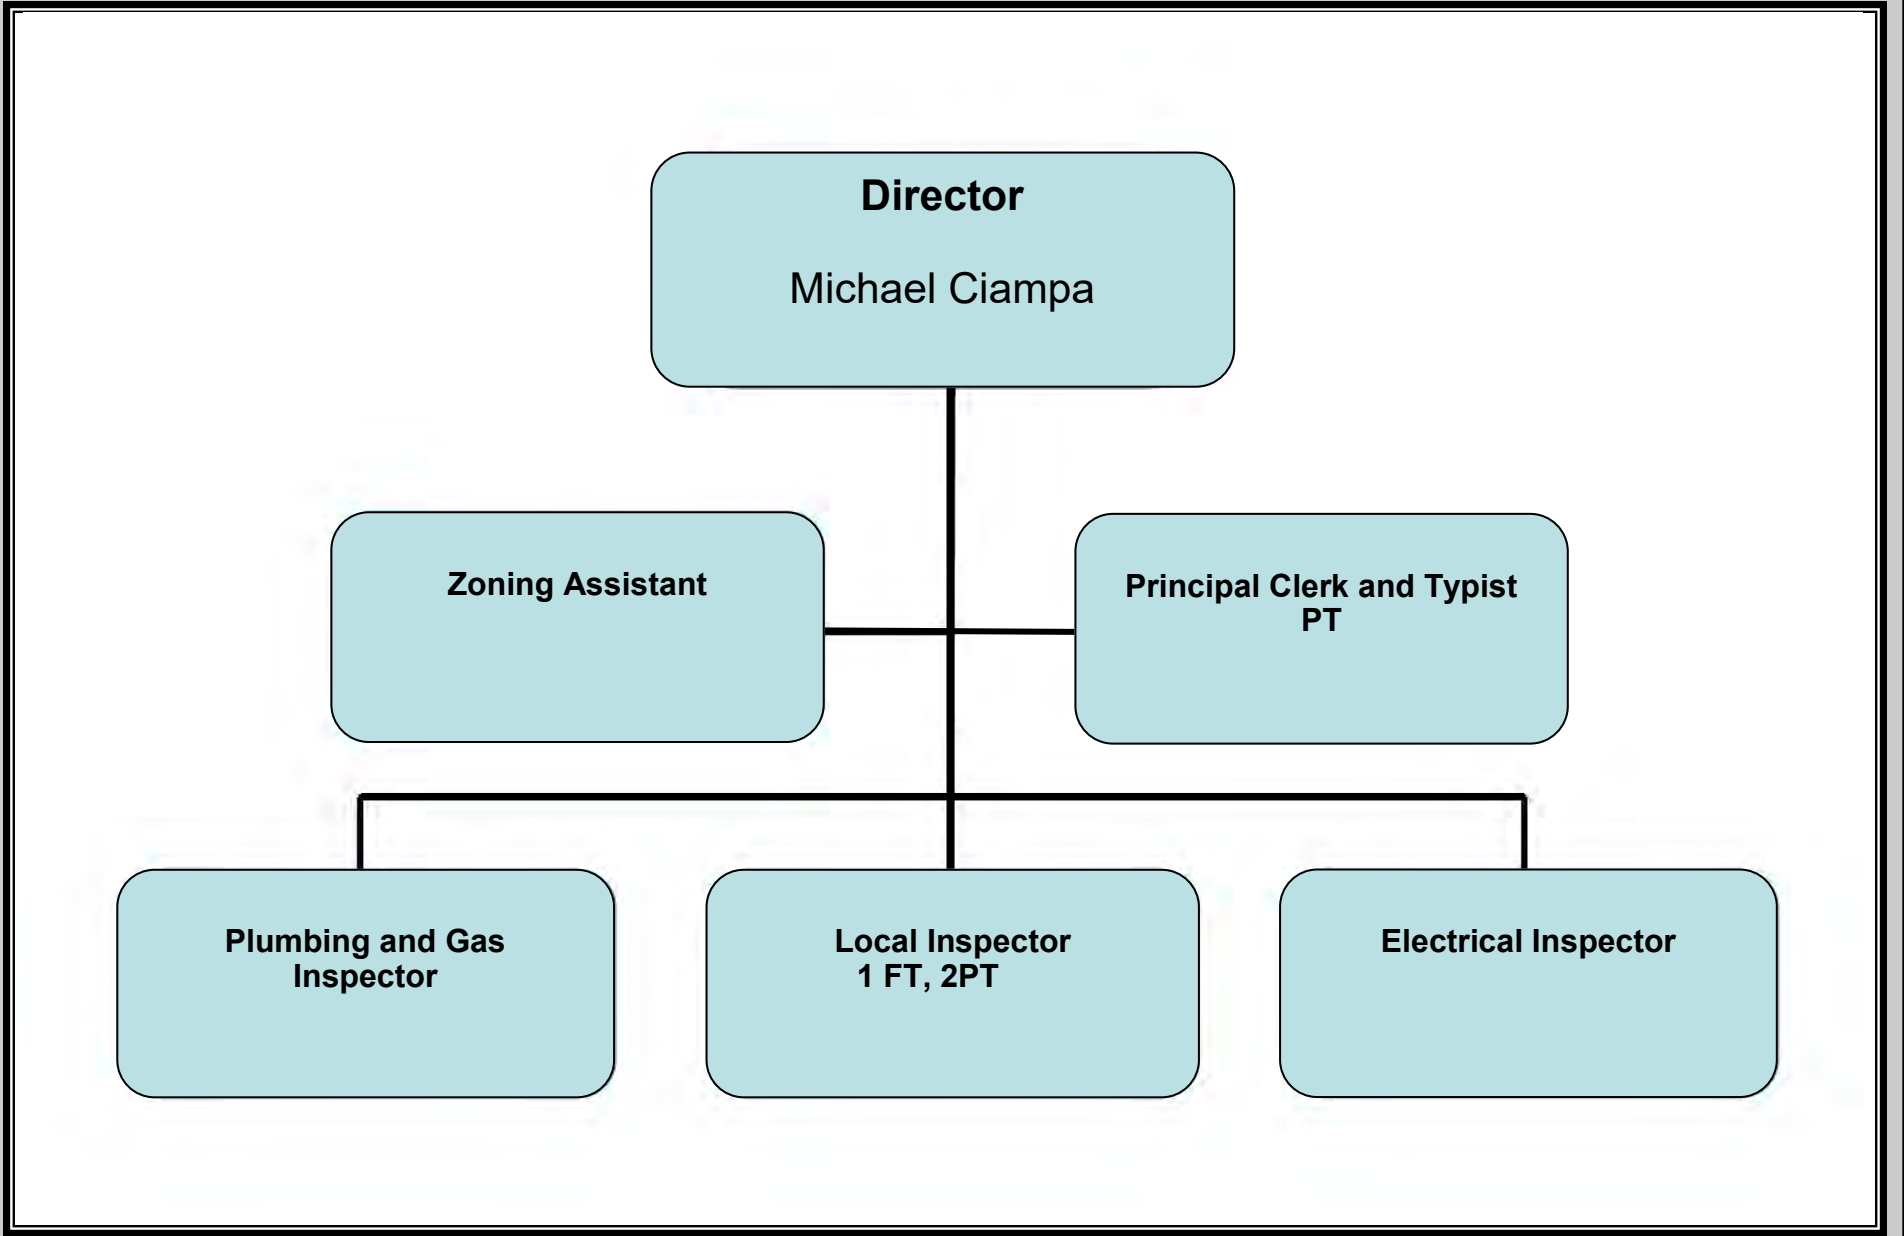 Director
Michael Ciampa
Zoning Assistant
Principal Clerk and Typist
PT
Plumbing and Gas
Inspector
Local Inspector
1 FT, 2PT
Electrical Inspector